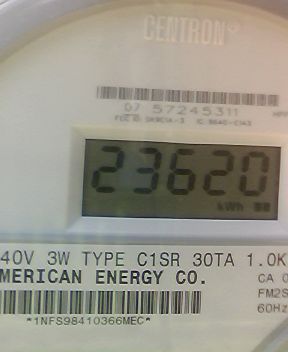 CENTRON®
07 57245311
23620
kWh
40V 3W TYPE C1SR 30TA 1.0K
MERICAN ENERGY CO.
CA
FM2S
60Hz
*1NFS98410366MEC*